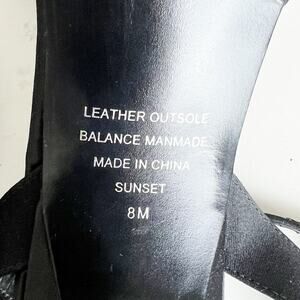 LEATHER OUTSOLE
BALANCE MANMADE
MADE IN CHINA
SUNSET
8M